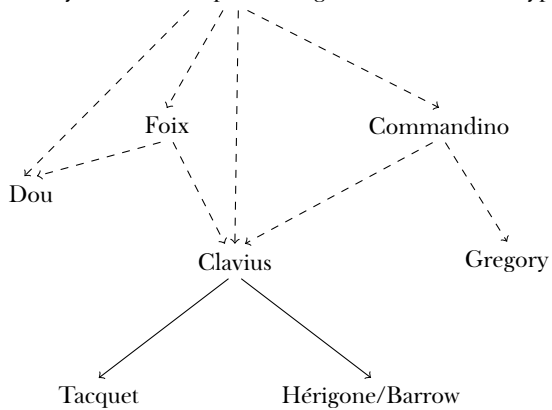 Foix
Commandino
Dou
Clavius
Gregory
Tacquet
Hérigone/Barrow